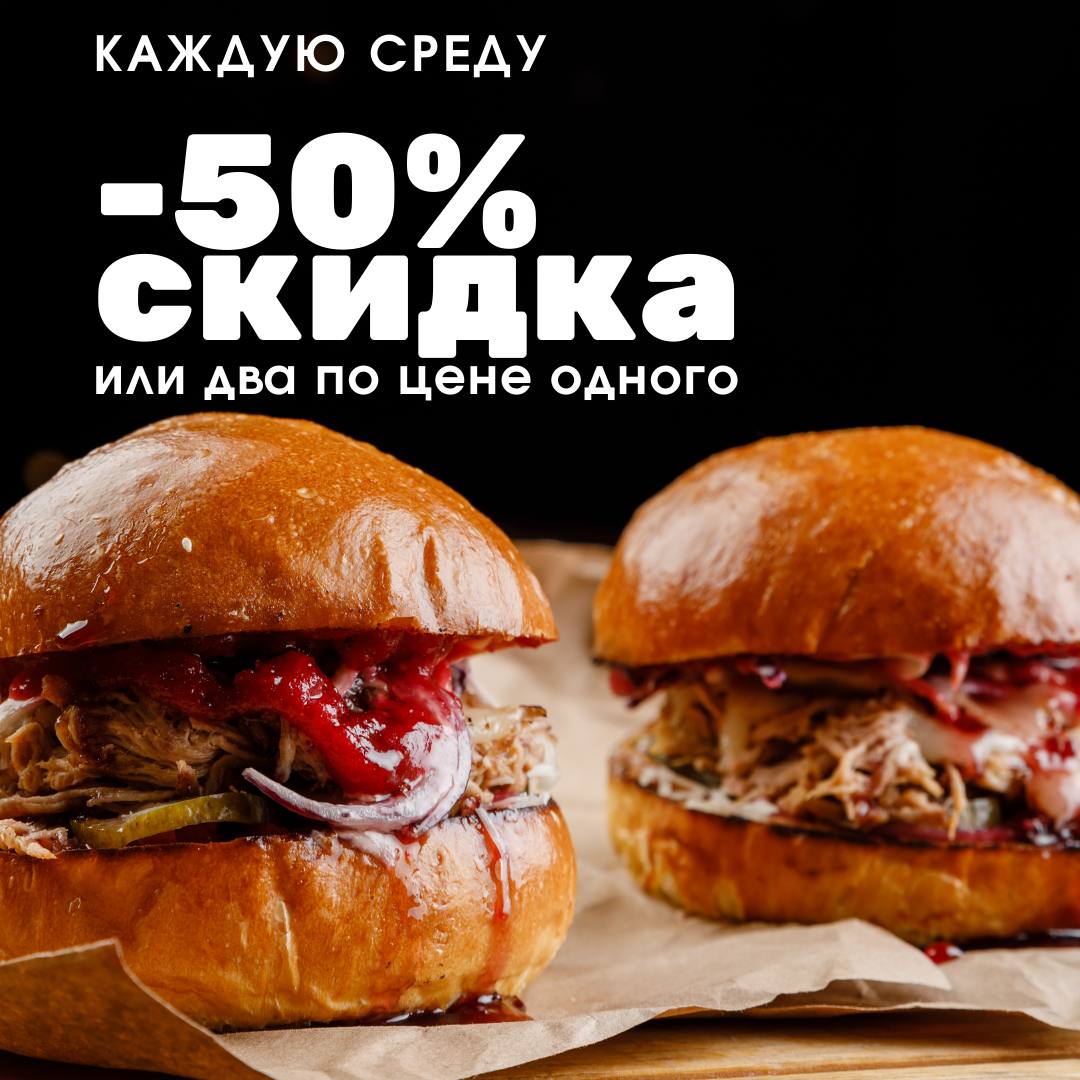 КАЖДУЮ СРЕДУ
-50%
скидка
или два по цене одного